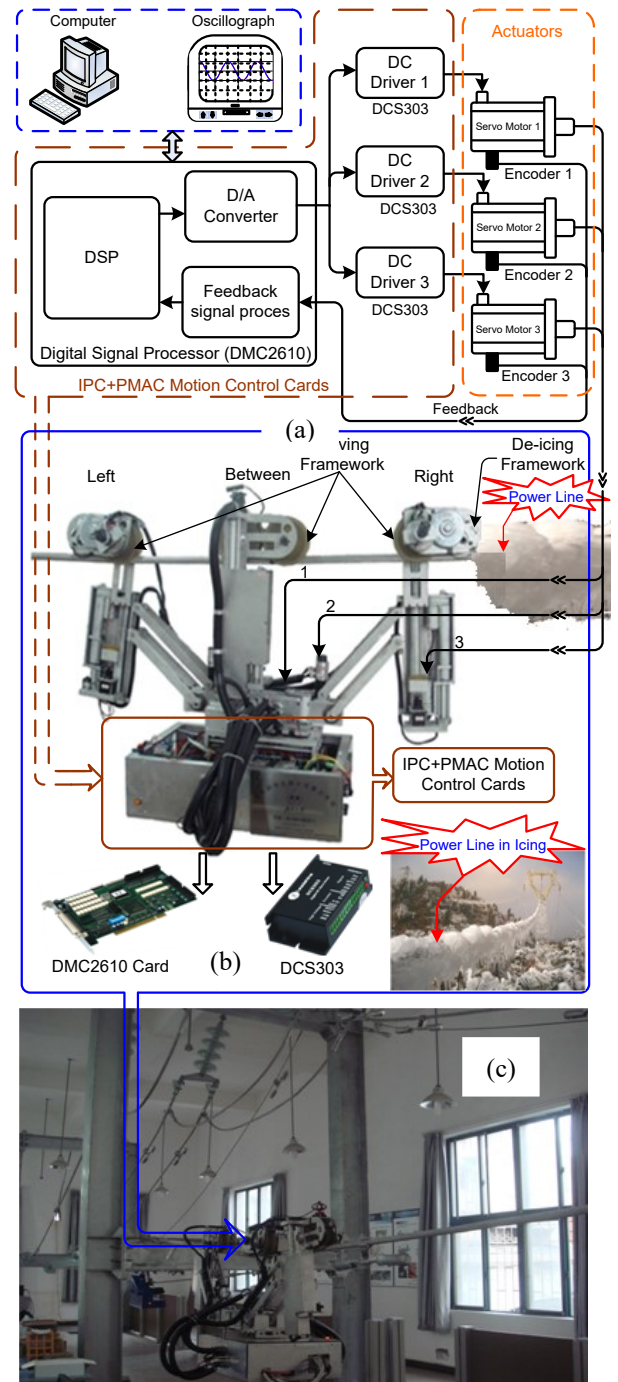 Computer
Oscillograph
DC
Driver 1
DCS303
DC
Driver 2
DCS303
DC
Driver 3
DCS303
Actuators
Servo Motor 1
Encoder 1
Servo Motor 2
Encoder 2
Servo Motor 3
Encoder 3
DSP
D/A
Converter
Feedback
signal proces
Digital Signal Processor (DMC2610)
IPC+PMAC Motion Control Cards
Feedback
(a)
Left
Between
ving
Framework
Right
De-icing
Framework
Power Line
1
2
3
IPC+PMAC Motion
Control Cards
Power Line in Icing
DMC2610 Card
(b)
DCS303
(c)